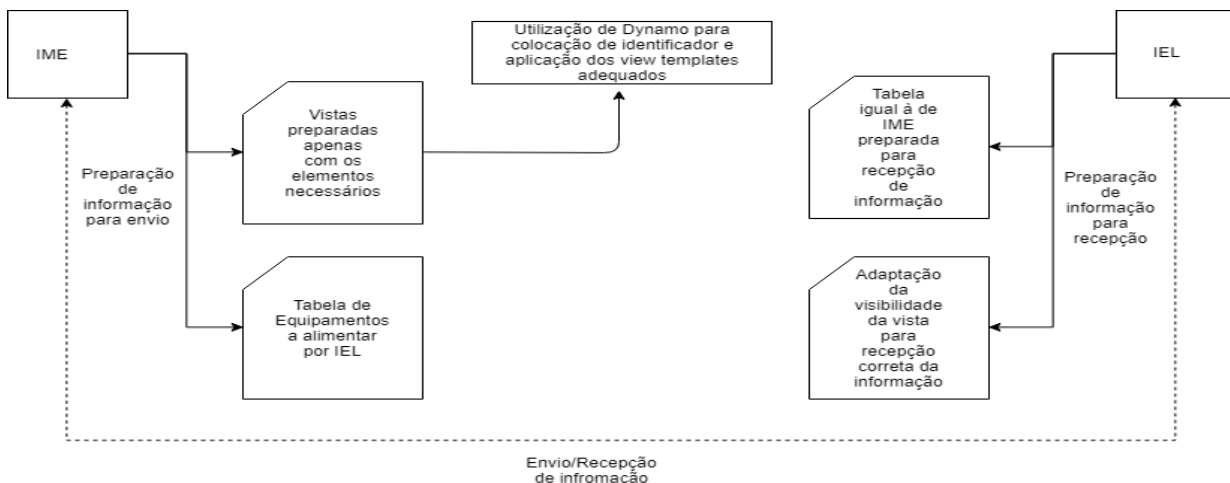 IME
Utilização de Dynamo para
colocação de identificador e
aplicação dos view templates
adequados
IEL
Vistas
preparadas
apenas
com os
elementos
necessários
Tabela
igual á de
IME
preparada
para
recepção
de
informação
Preparação
de
informação
para envio
Preparação
de
informação
para
recepção
Tabela de
Equipamentos
a alimentar
por IEL
Adaptação
da
visibilidade
da vista
para
recepção
correta da
informação
Envio/Recepção
de infromação